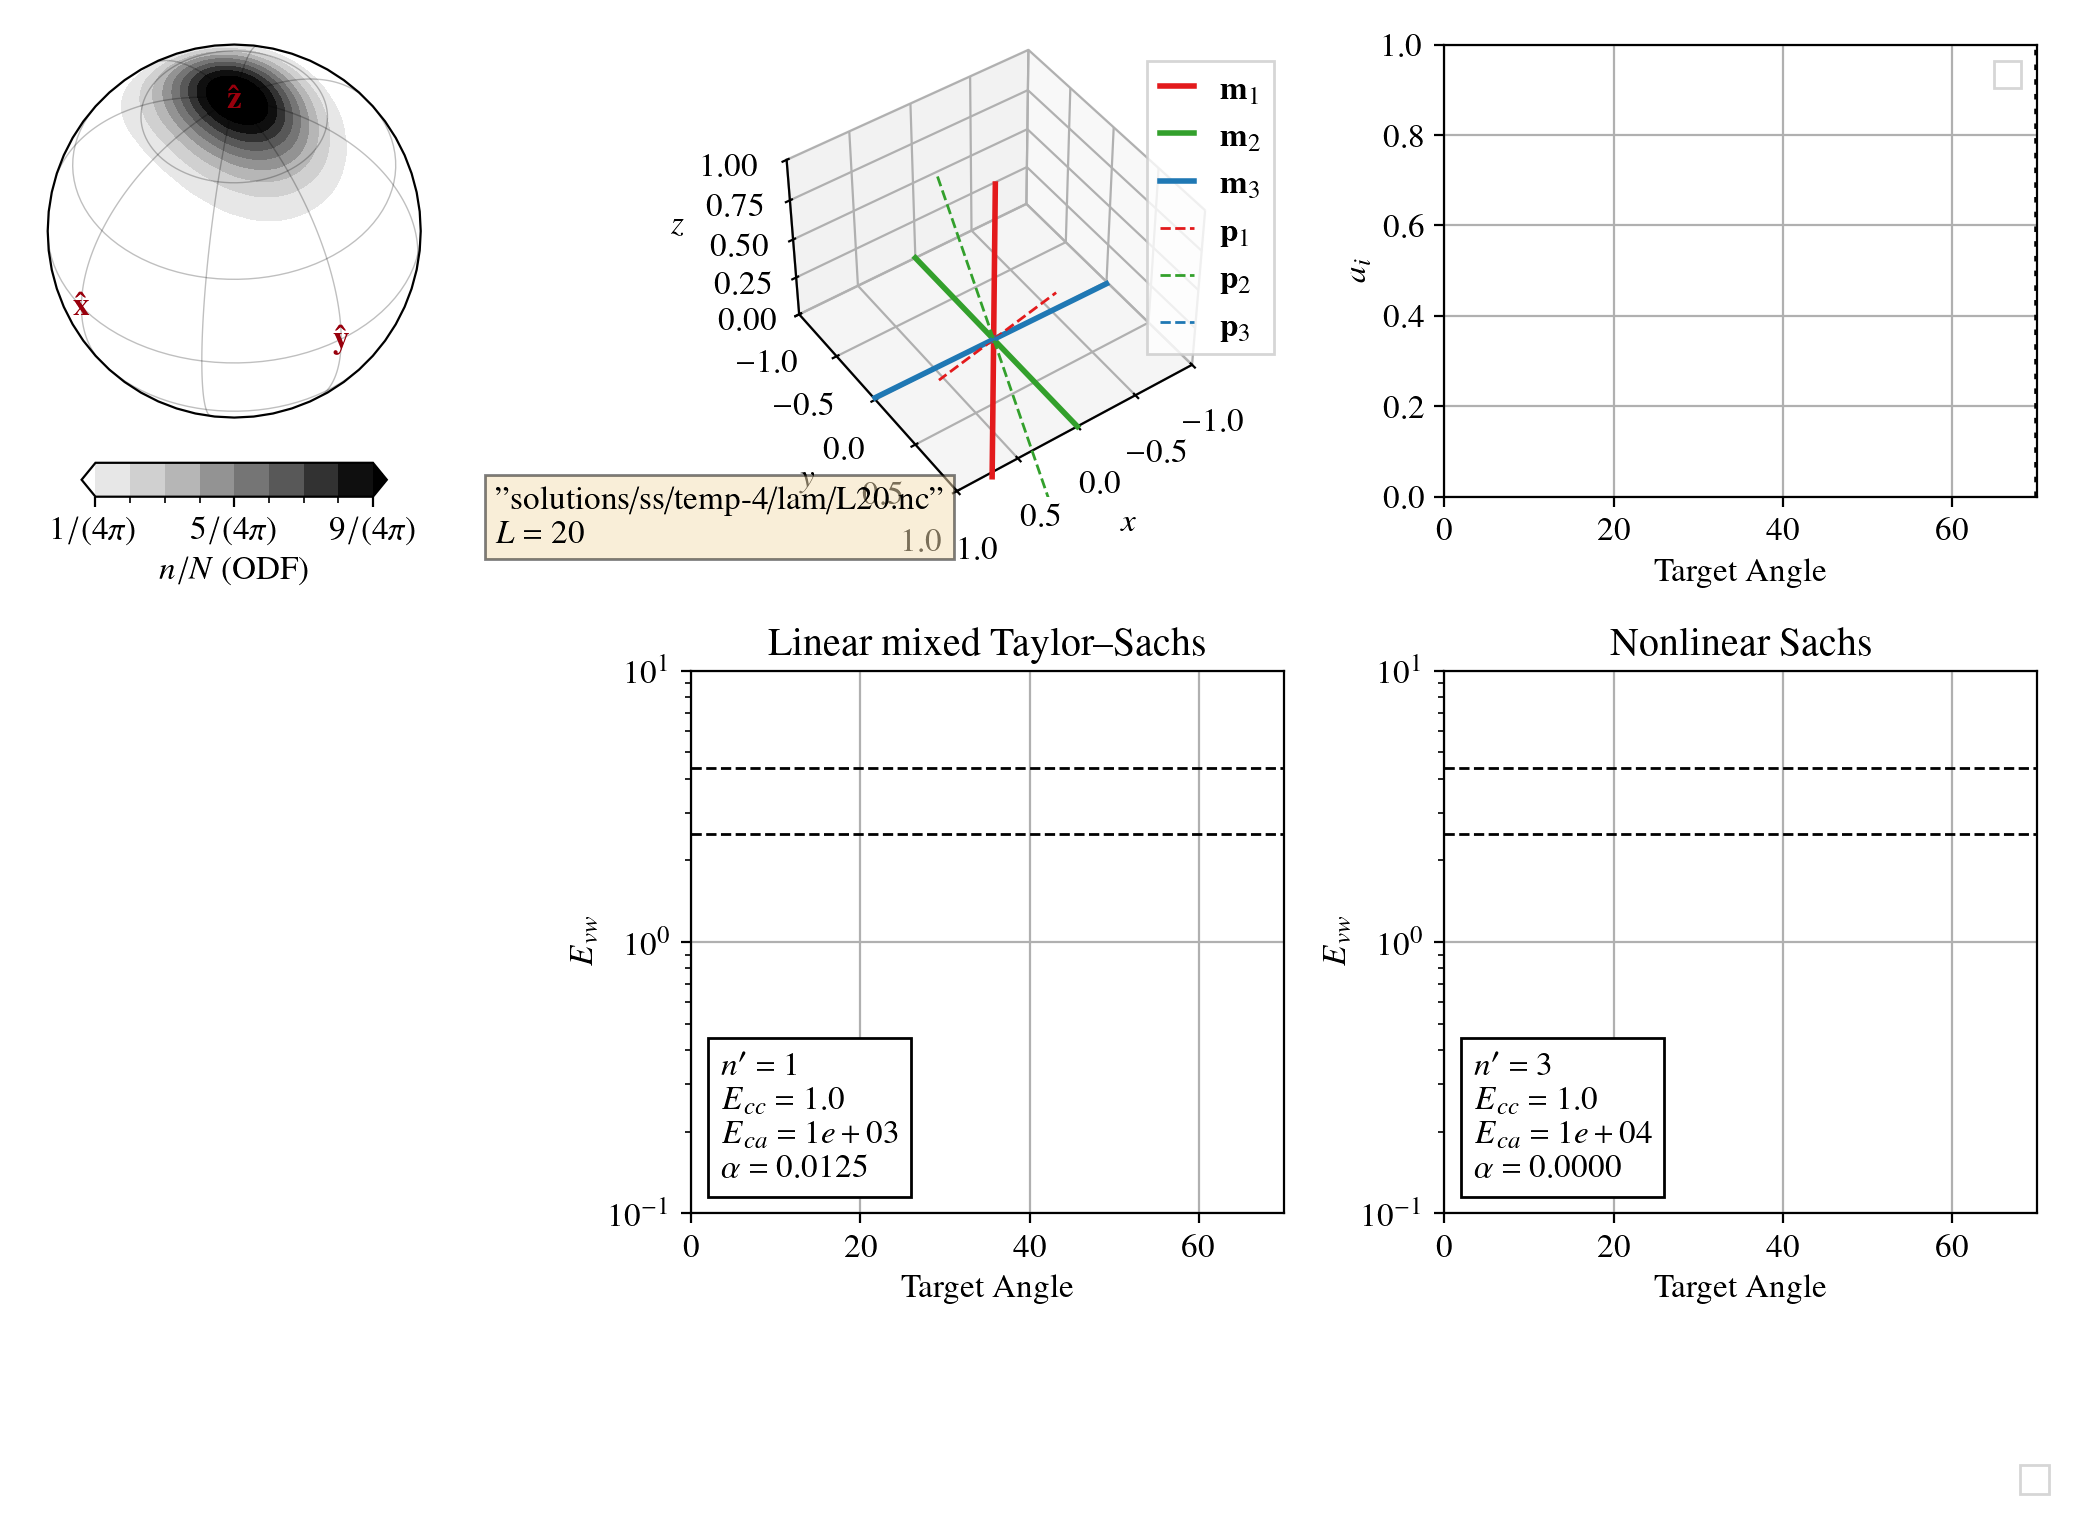 ẑ
x̂
ŷ
1/(4π) 5/(4π) 9/(4π)
n/N (ODF)
1.00
0.75
0.50
0.25
0.00
z
−1.0
−0.5
0.0
0.5
1.0
y
−1.0
−0.5
0.0
0.5
1.0
x
m₁
m₂
m₃
p₁
p₂
p₃
"solutions/ss/temp-4/lam/L20.nc"
L = 20
1.0
0.8
0.6
0.4
0.2
0.0
aᵢ
0 20 40 60
Target Angle
Linear mixed Taylor–Sachs
10¹
10⁰
10⁻¹
E_vw
n′ = 1
E_cc = 1.0
E_ca = 1e + 03
α = 0.0125
0 20 40 60
Target Angle
Nonlinear Sachs
10¹
10⁰
10⁻¹
E_vw
n′ = 3
E_cc = 1.0
E_ca = 1e + 04
α = 0.0000
0 20 40 60
Target Angle